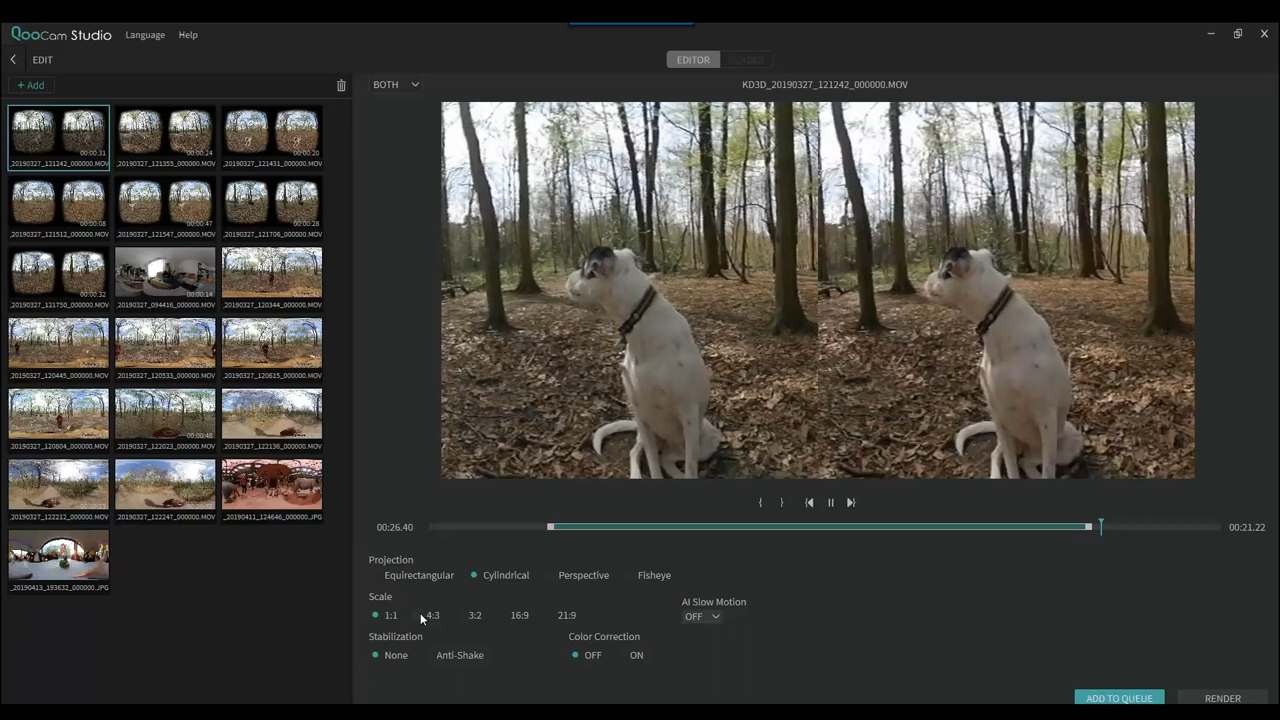 QooCam Studio Language Help
EDIT
EDITOR RENDER
+ Add
BOTH
KD3D_20190327_121242_000000.MOV
00:00:31 00:00:24 00:00:20
_20190327_121242_000000.MOV _20190327_121355_000000.MOV _20190327_121431_000000.MOV
00:00:08 00:00:47 00:00:28
_20190327_121512_000000.MOV _20190327_121547_000000.MOV _20190327_121706_000000.MOV
00:00:32 00:00:14
_20190327_121750_000000.MOV _20190327_094416_000000.MOV _20190327_120344_000000.MOV
_20190327_120445_000000.MOV _20190327_120533_000000.MOV _20190327_120615_000000.MOV
_20190327_120804_000000.MOV _20190327_122023_000000.MOV _20190327_122136_000000.MOV
_20190327_122212_000000.MOV _20190327_122247_000000.MOV _20190411_124646_000000.JPG
_20190413_193632_000000.JPG
{ }
00:26.40 00:21.22
Projection
Equirectangular Cylindrical Perspective Fisheye
Scale
1:1 4:3 3:2 16:9 21:9
AI Slow Motion
OFF
Stabilization
None Anti-Shake
Color Correction
OFF ON
ADD TO QUEUE RENDER